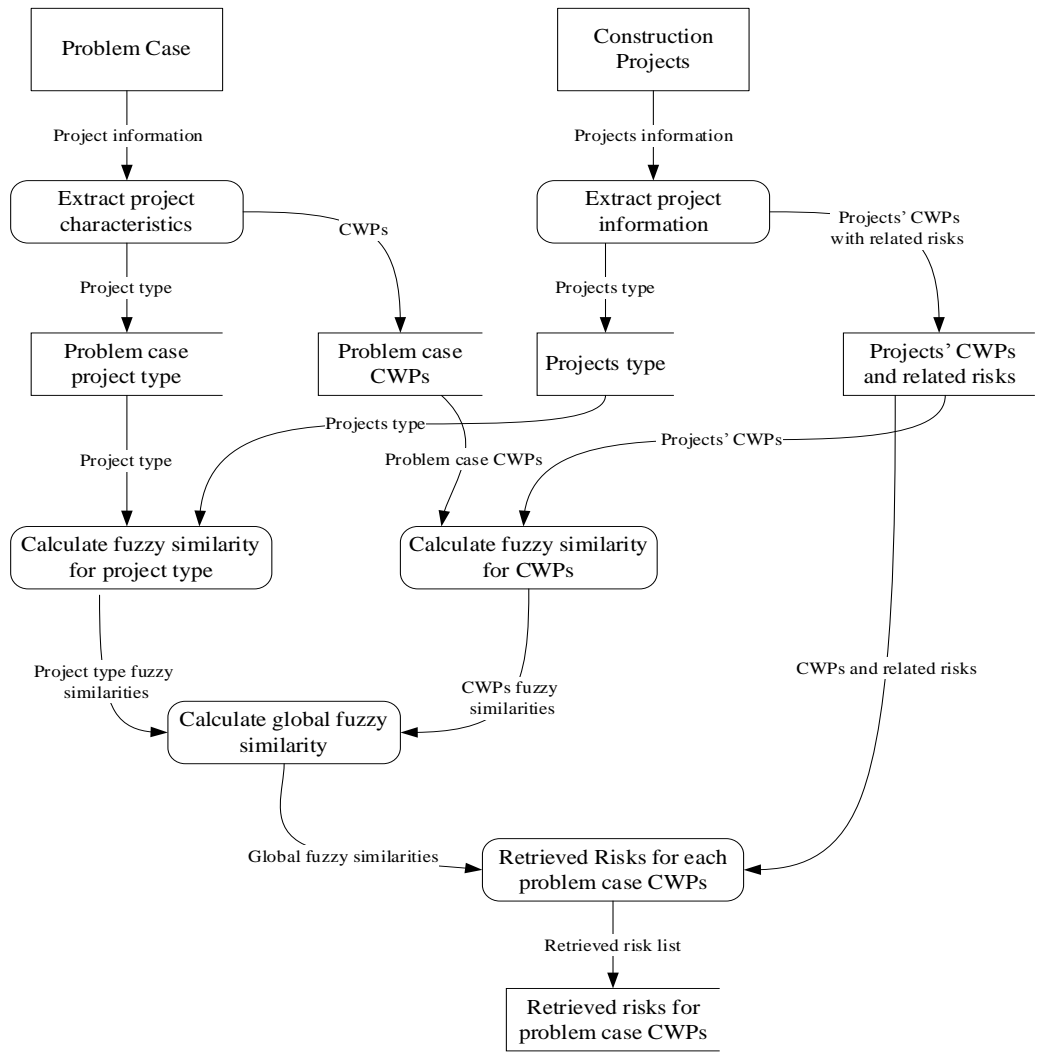 Problem Case
Construction
Projects
Project information
Projects information
Extract project
characteristics
Extract project
information
CWPs
Projects’ CWPs
with related risks
Project type
Projects type
Problem case
project type
Problem case
CWPs
Projects type
Projects’ CWPs
and related risks
Projects type
Projects’ CWPs
Project type
Problem case CWPs
Calculate fuzzy similarity
for project type
Calculate fuzzy similarity
for CWPs
Project type fuzzy
similarities
CWPs fuzzy
similarities
CWPs and related risks
Calculate global fuzzy
similarity
Global fuzzy similarities
Retrieved Risks for each
problem case CWPs
Retrieved risk list
Retrieved risks for
problem case CWPs